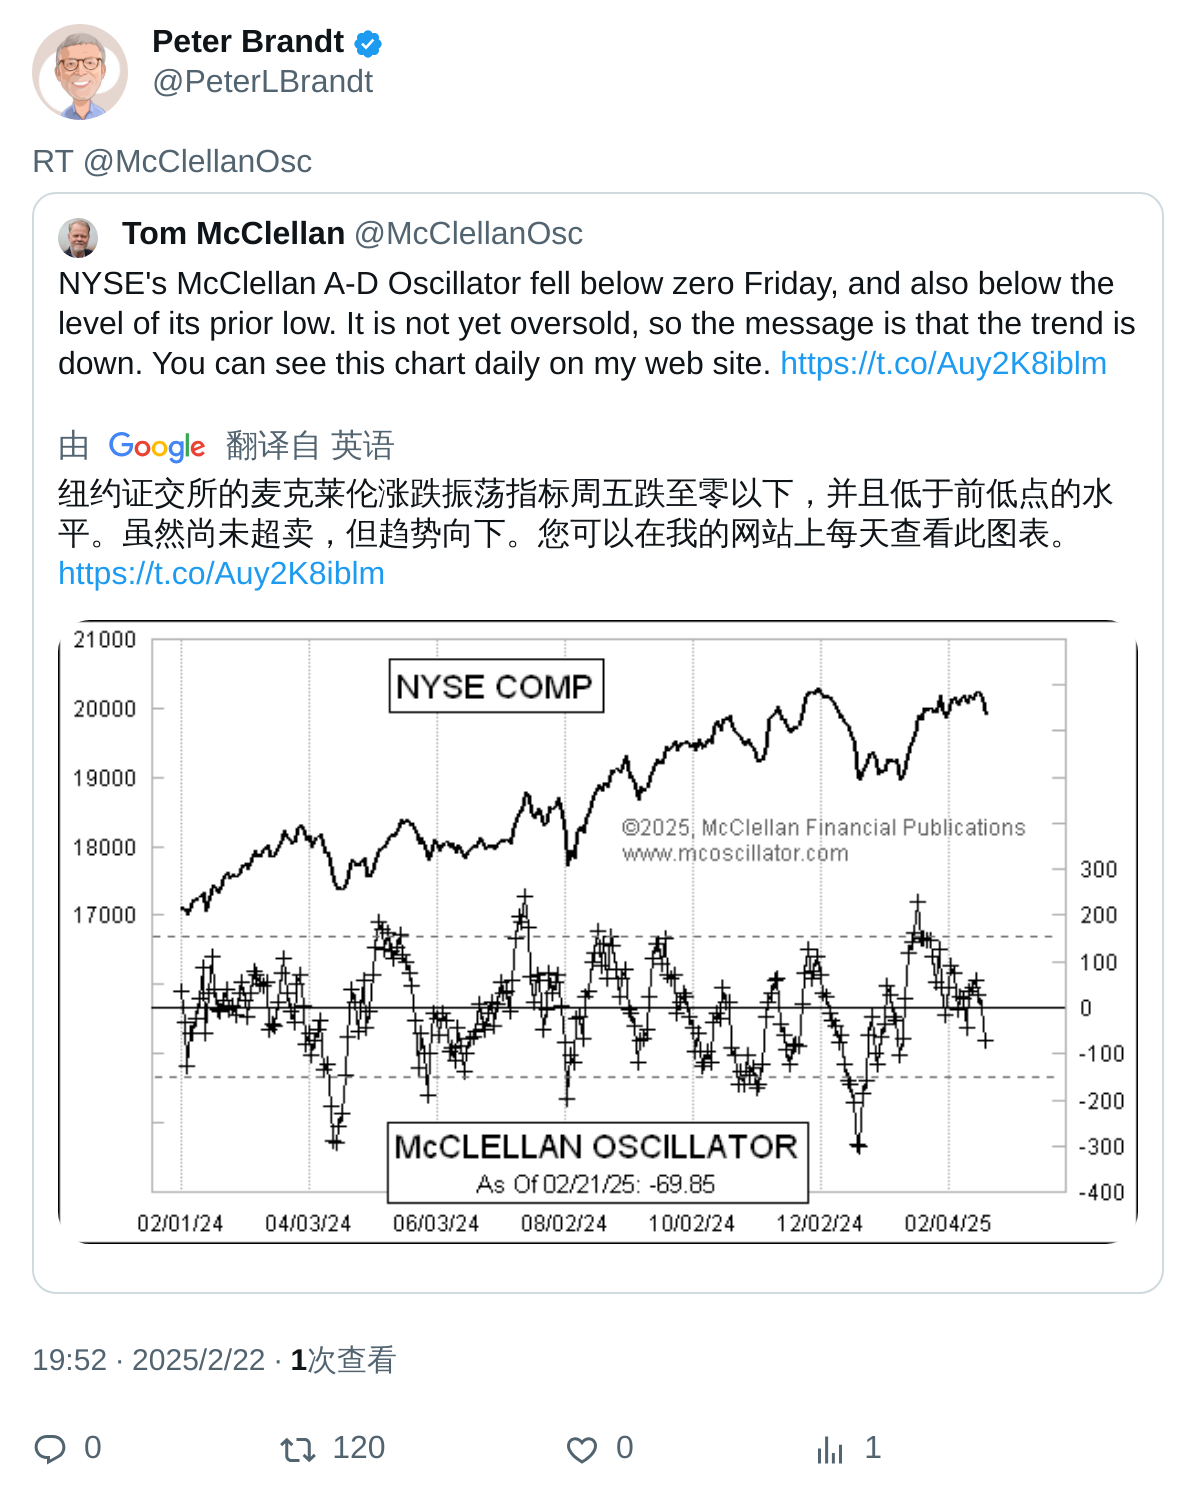 Peter Brandt
@PeterLBrandt
RT @McClellanOsc
Tom McClellan @McClellanOsc
NYSE's McClellan A-D Oscillator fell below zero Friday, and also below the
level of its prior low. It is not yet oversold, so the message is that the trend is
down. You can see this chart daily on my web site. https://t.co/Auy2K8iblm
由 Google 翻译自 英语
纽约证交所的麦克莱伦涨跌振荡指标周五跌至零以下，并且低于前低点的水
平。虽然尚未超卖，但趋势向下。您可以在我的网站上每天查看此图表。
https://t.co/Auy2K8iblm
21000
NYSE COMP
20000
19000
©2025, McClellan Financial Publications
18000
www.mcoscillator.com
300
17000
200
100
0
-100
-200
McCLELLAN OSCILLATOR
-300
As Of 02/21/25: -69.85
-400
02/01/24 04/03/24 06/03/24 08/02/24 10/02/24 12/02/24 02/04/25
19:52 · 2025/2/22 · 1次查看
0 120 0 1